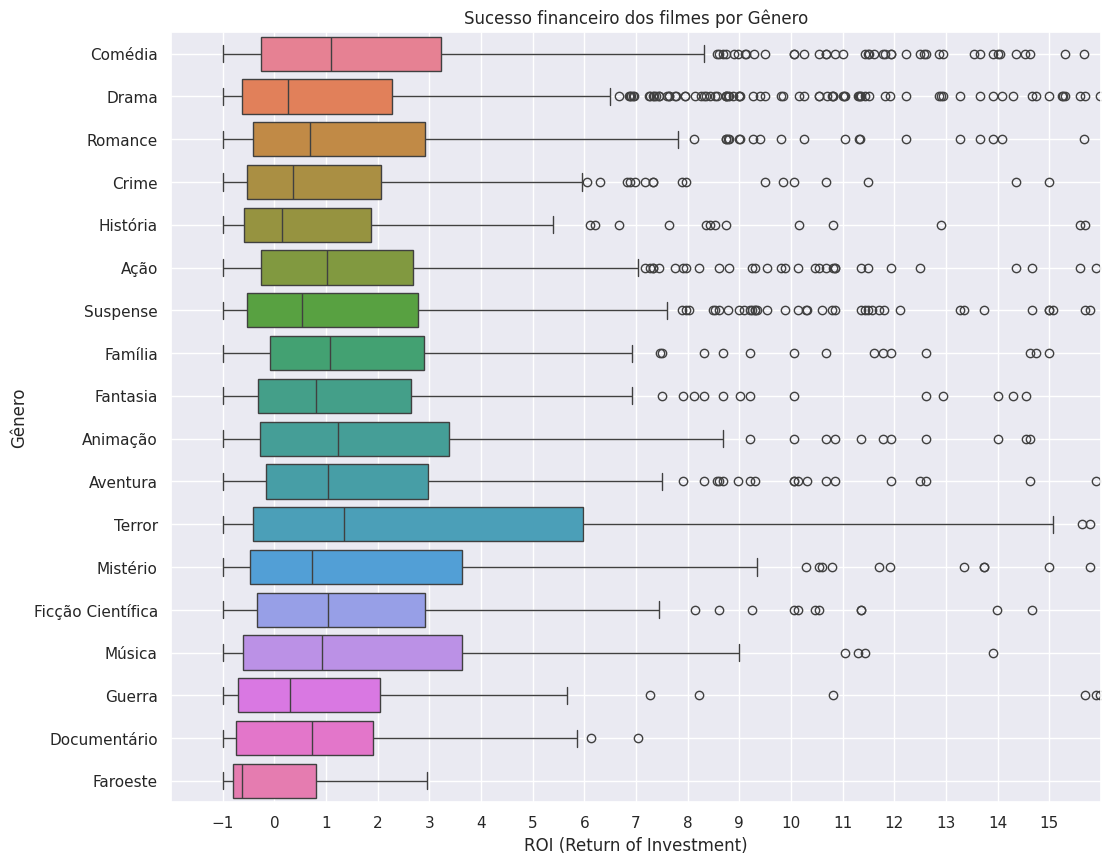 Sucesso financeiro dos filmes por Gênero
Gênero
Comédia
Drama
Romance
Crime
História
Ação
Suspense
Família
Fantasia
Animação
Aventura
Terror
Mistério
Ficção Científica
Música
Guerra
Documentário
Faroeste
−1 0 1 2 3 4 5 6 7 8 9 10 11 12 13 14 15
ROI (Return of Investment)